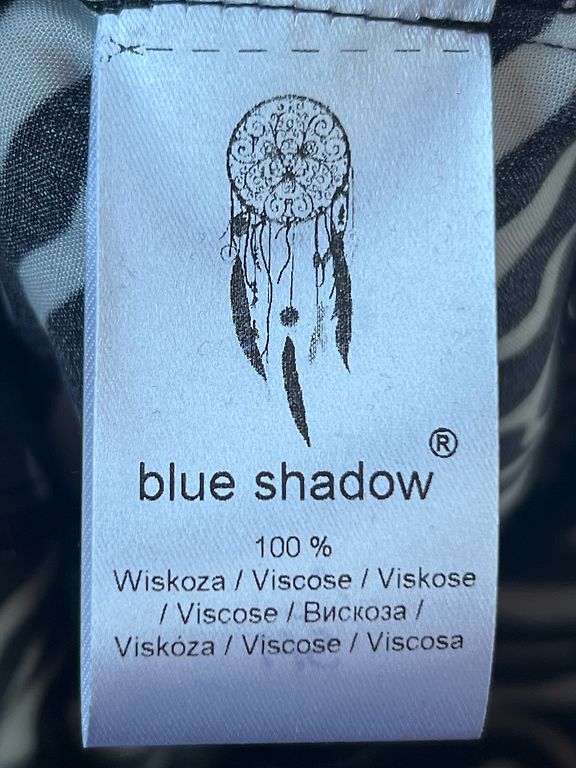 blue shadow®
100 %
Wiskoza / Viscose / Viskose
/ Viscose / Вискоза /
Viskóza / Viscose / Viscosa